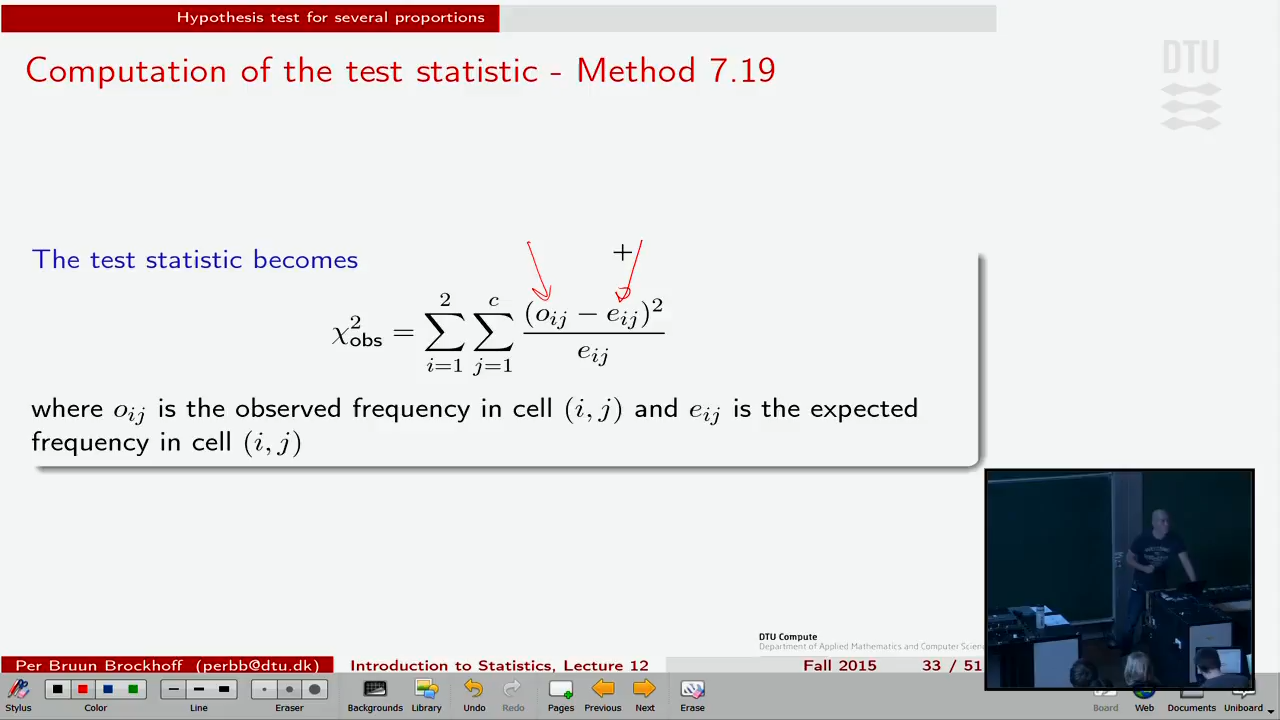 Hypothesis test for several proportions
Computation of the test statistic - Method 7.19
DTU
The test statistic becomes
+
χ²obs = ∑²i=1 ∑ᶜj=1 (oij − eij)² / eij
where oij is the observed frequency in cell (i, j) and eij is the expected
frequency in cell (i, j)
DTU Compute
Department of Applied Mathematics and Computer
Per Bruun Brockhoff (perbb@dtu.dk) Introduction to Statistics, Lecture 12 Fall 2015 33 / 51
Stylus Color Line Eraser Backgrounds Library Undo Redo Pages Previous Next Erase Board Web Documents Uniboard